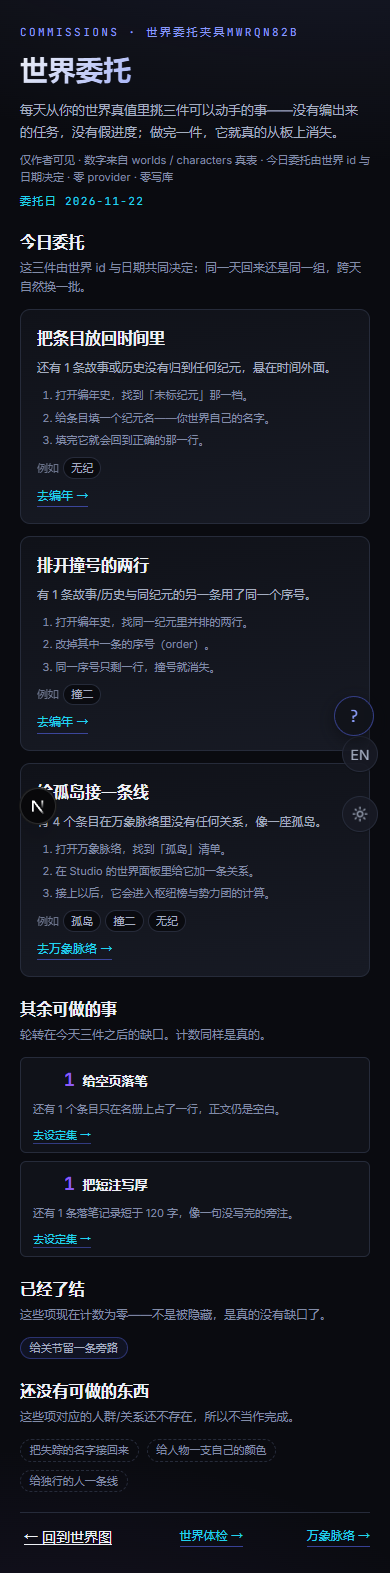 COMMISSIONS · 世界委托夹具MWRQN82B
世界委托
每天从你的世界真值里挑三件可以动手的事——没有编出来
的任务，没有假进度；做完一件，它就真的从板上消失。
仅作者可见 · 数字来自 worlds / characters 真表 · 今日委托由世界 id 与
日期决定 · 零 provider · 零写库
委托日 2026-11-22
今日委托
这三件由世界 id 与日期共同决定：同一天回来还是同一组，跨天
自然换一批。
把条目放回时间里
还有 1 条故事或历史没有归到任何纪元，悬在时间外面。
1. 打开编年史，找到「未标纪元」那一档。
2. 给条目填一个纪元名——你世界自己的名字。
3. 填完它就会回到正确的那一行。
例如 无纪
去编年 →
排开撞号的两行
有 1 条故事/历史与同纪元的另一条用了同一个序号。
1. 打开编年史，找同一纪元里并排的两行。
2. 改掉其中一条的序号（order）。
3. 同一序号只剩一行，撞号就消失。
例如 撞二
去编年 →
?
EN
给孤岛接一条线
N
有 4 个条目在万象脉络里没有任何关系，像一座孤岛。
1. 打开万象脉络，找到「孤岛」清单。
2. 在 Studio 的世界面板里给它加一条关系。
3. 接上以后，它会进入枢纽榜与势力团的计算。
例如 孤岛 撞二 无纪
去万象脉络 →
其余可做的事
轮转在今天三件之后的缺口。计数同样是真的。
1 给空页落笔
还有 1 个条目只在名册上占了一行，正文仍是空白。
去设定集 →
1 把短注写厚
还有 1 条落笔记录短于 120 字，像一句没写完的旁注。
去设定集 →
已经了结
这些项现在计数为零——不是被隐藏，是真的没有缺口了。
给关节留一条旁路
还没有可做的东西
这些项对应的人群/关系还不存在，所以不当作完成。
把失踪的名字接回来 给人物一支自己的颜色
给独行的人一条线
← 回到世界图 世界体检 → 万象脉络 →